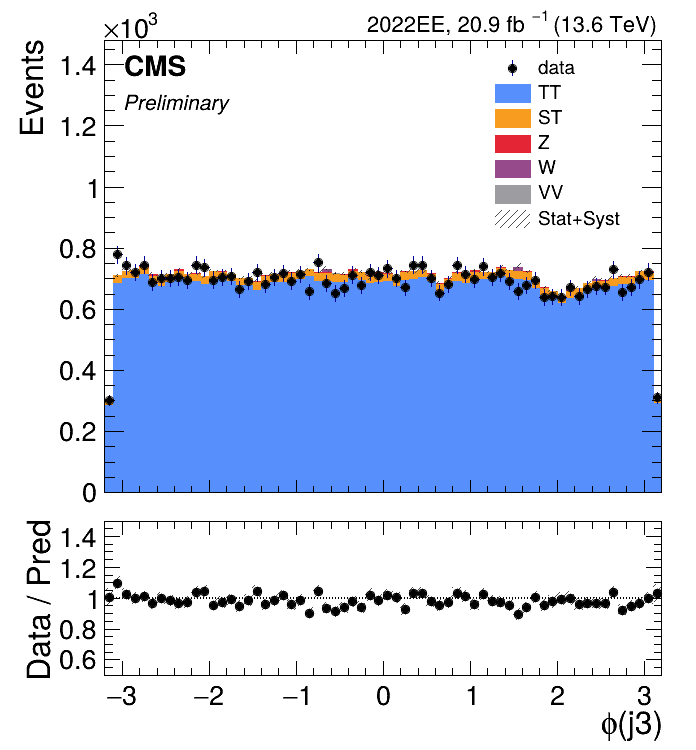 ×10³
2022EE, 20.9 fb ⁻¹ (13.6 TeV)
CMS
Preliminary
data
TT
ST
Z
W
VV
Stat+Syst
Events
1.4
1.2
1
0.8
0.6
0.4
0.2
0
Data / Pred
1.4
1.2
1
0.8
0.6
−3 −2 −1 0 1 2 3
ϕ(j3)